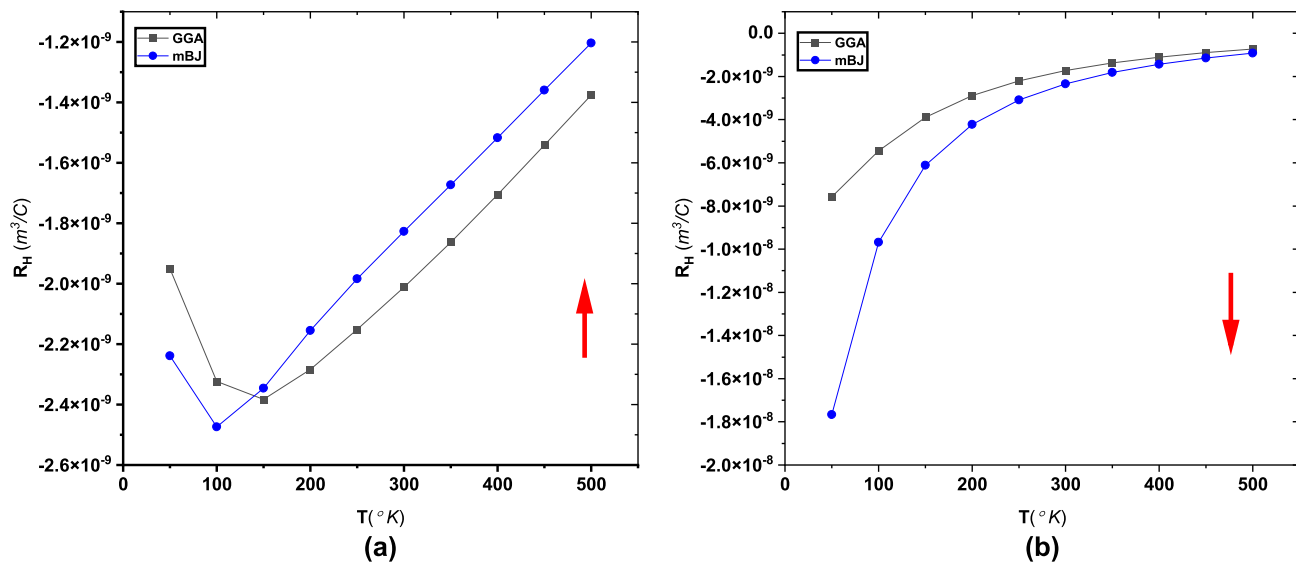 GGA
mBJ
-1.2×10⁻⁹
-1.4×10⁻⁹
-1.6×10⁻⁹
-1.8×10⁻⁹
-2.0×10⁻⁹
-2.2×10⁻⁹
-2.4×10⁻⁹
-2.6×10⁻⁹
R_H (m³/C)
0 100 200 300 400 500
T(°K)
(a)
GGA
mBJ
0.0
-2.0×10⁻⁹
-4.0×10⁻⁹
-6.0×10⁻⁹
-8.0×10⁻⁹
-1.0×10⁻⁸
-1.2×10⁻⁸
-1.4×10⁻⁸
-1.6×10⁻⁸
-1.8×10⁻⁸
-2.0×10⁻⁸
R_H (m³/C)
0 100 200 300 400 500
T(°K)
(b)